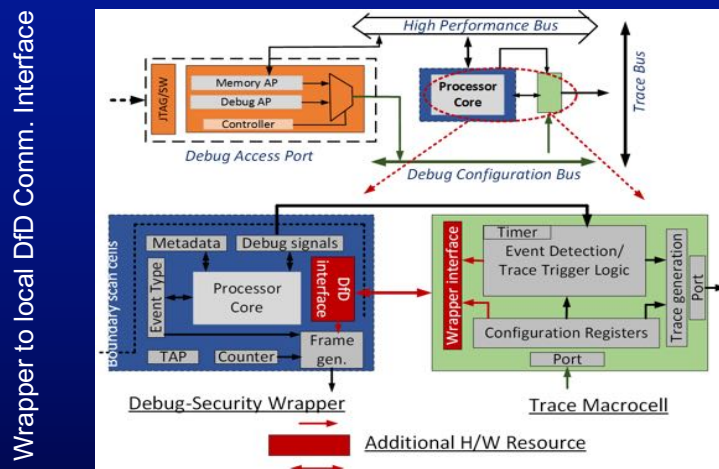 Wrapper to local DfD Comm. Interface
High Performance Bus
JTAG/SW
Memory AP
Debug AP
Controller
Debug Access Port
Processor
Core
Trace Bus
Debug Configuration Bus
Boundary scan cells
Metadata
Debug signals
Event Type
Processor
Core
DfD
interface
TAP
Counter
Frame
gen.
Debug-Security Wrapper
Wrapper interface
Timer
Event Detection/
Trace Trigger Logic
Configuration Registers
Port
Trace generation
Port
Trace Macrocell
Additional H/W Resource